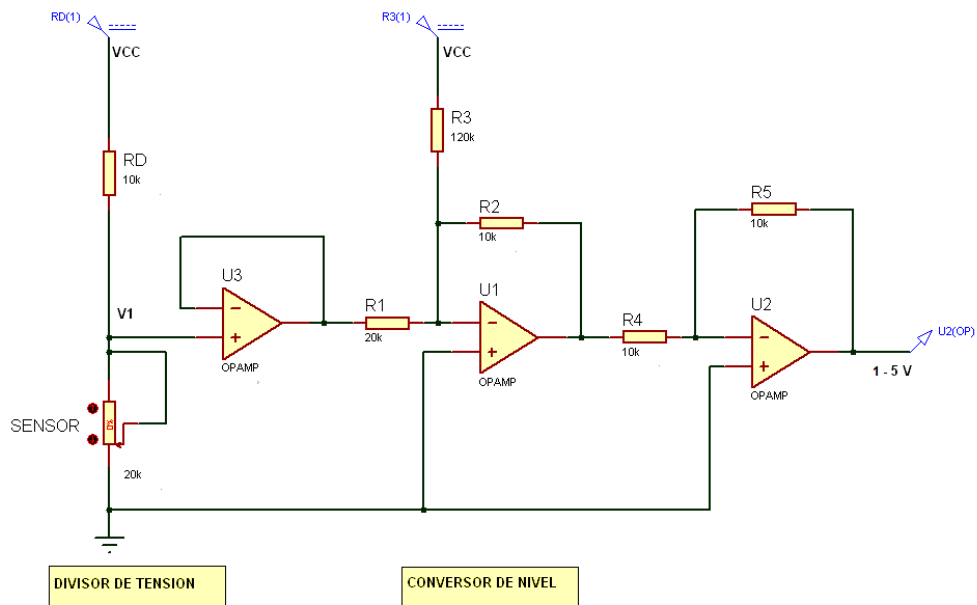 RD(1)
VCC
R3(1)
VCC
RD
10k
R3
120k
R2
10k
R5
10k
U3
OPAMP
V1
R1
20k
U1
OPAMP
R4
10k
U2
OPAMP
U2(OP)
1 - 5 V
SENSOR
0%
20k
DIVISOR DE TENSION
CONVERSOR DE NIVEL